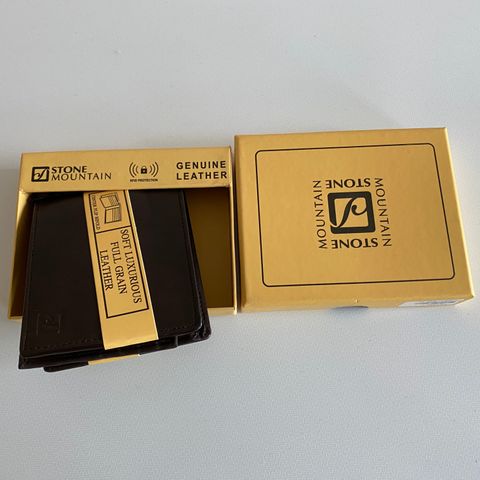 STONE
MOUNTAIN
RFID PROTECTION
GENUINE
LEATHER
SOFT LUXURIOUS
FULL GRAIN
LEATHER
STONE
MOUNTAIN
STONE
MOUNTAIN